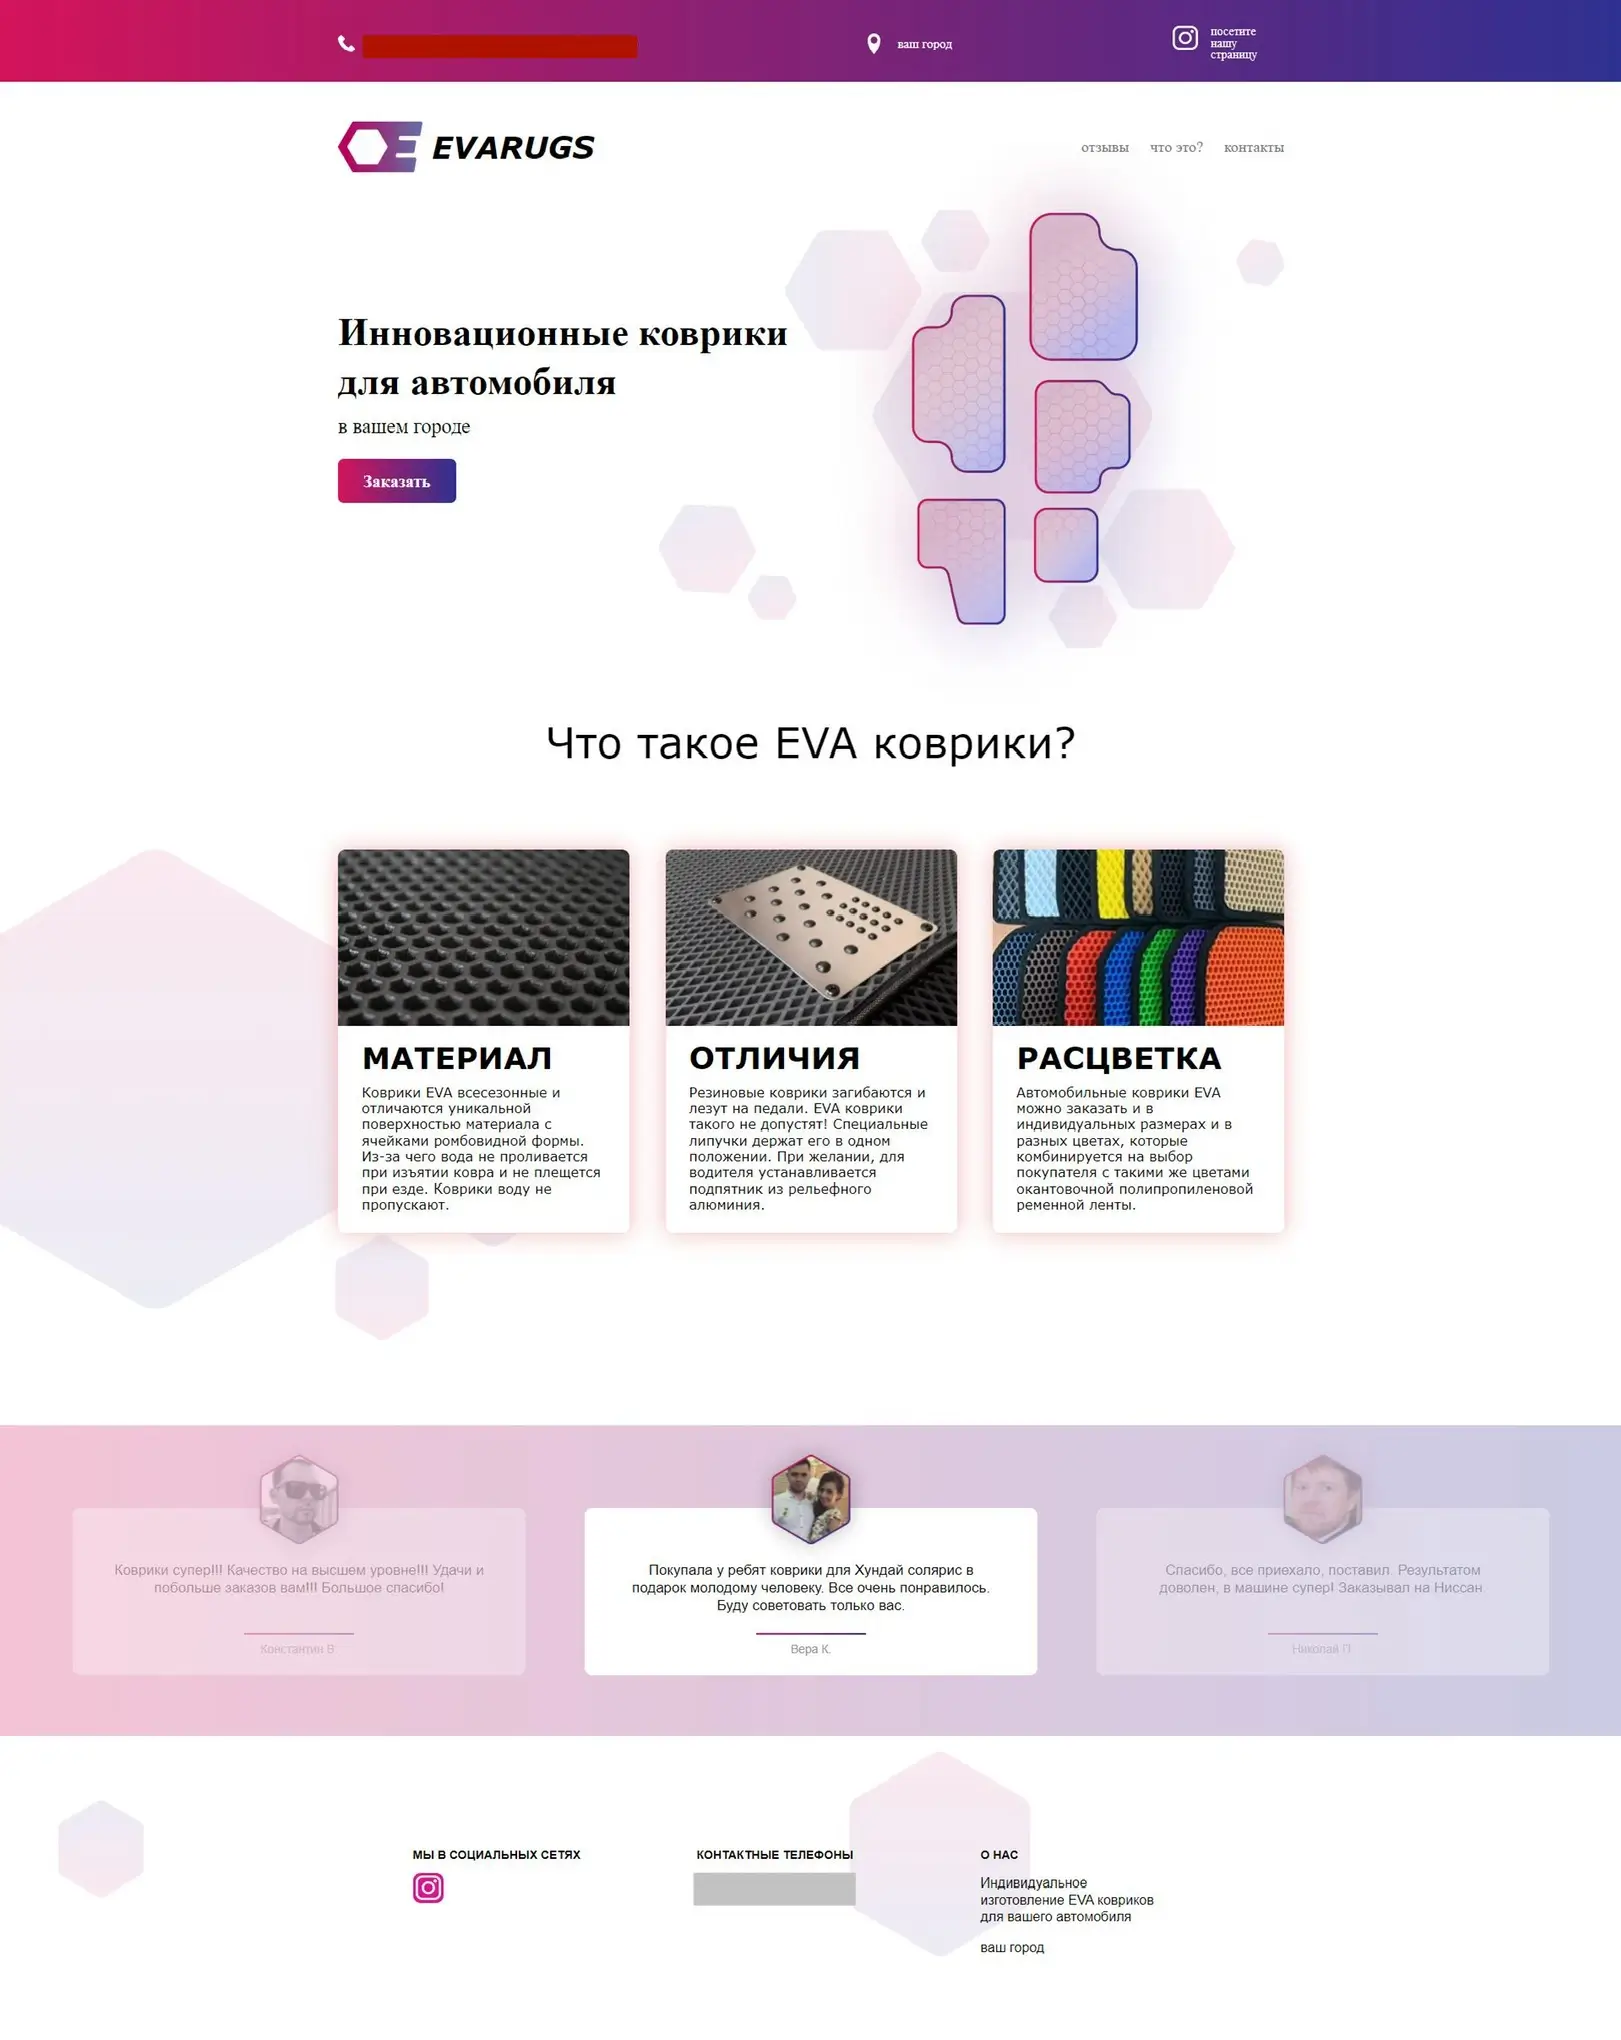 ваш город
посетите
нашу
страницу
EVARUGS
отзывы что это? контакты
Инновационные коврики
для автомобиля
в вашем городе
Заказать
Что такое EVA коврики?
МАТЕРИАЛ
Коврики EVA всесезонные и
отличаются уникальной
поверхностью материала с
ячейками ромбовидной формы.
Из-за чего вода не проливается
при изъятии ковра и не плещется
при езде. Коврики воду не
пропускают.
ОТЛИЧИЯ
Резиновые коврики загибаются и
лезут на педали. EVA коврики
такого не допустят! Специальные
липучки держат его в одном
положении. При желании, для
водителя устанавливается
подпятник из рельефного
алюминия.
РАСЦВЕТКА
Автомобильные коврики EVA
можно заказать и в
индивидуальных размерах и в
разных цветах, которые
комбинируется на выбор
покупателя с такими же цветами
окантовочной полипропиленовой
ременной ленты.
Коврики супер!!! Качество на высшем уровне!!! Удачи и
побольше заказов вам!!! Большое спасибо!
Константин В
Покупала у ребят коврики для Хундай солярис в
подарок молодому человеку. Все очень понравилось.
Буду советовать только вас.
Вера К.
Спасибо, все приехало, поставил. Результатом
доволен, в машине супер! Заказывал на Ниссан
Николай П
МЫ В СОЦИАЛЬНЫХ СЕТЯХ
КОНТАКТНЫЕ ТЕЛЕФОНЫ
О НАС
Индивидуальное
изготовление EVA ковриков
для вашего автомобиля
ваш город